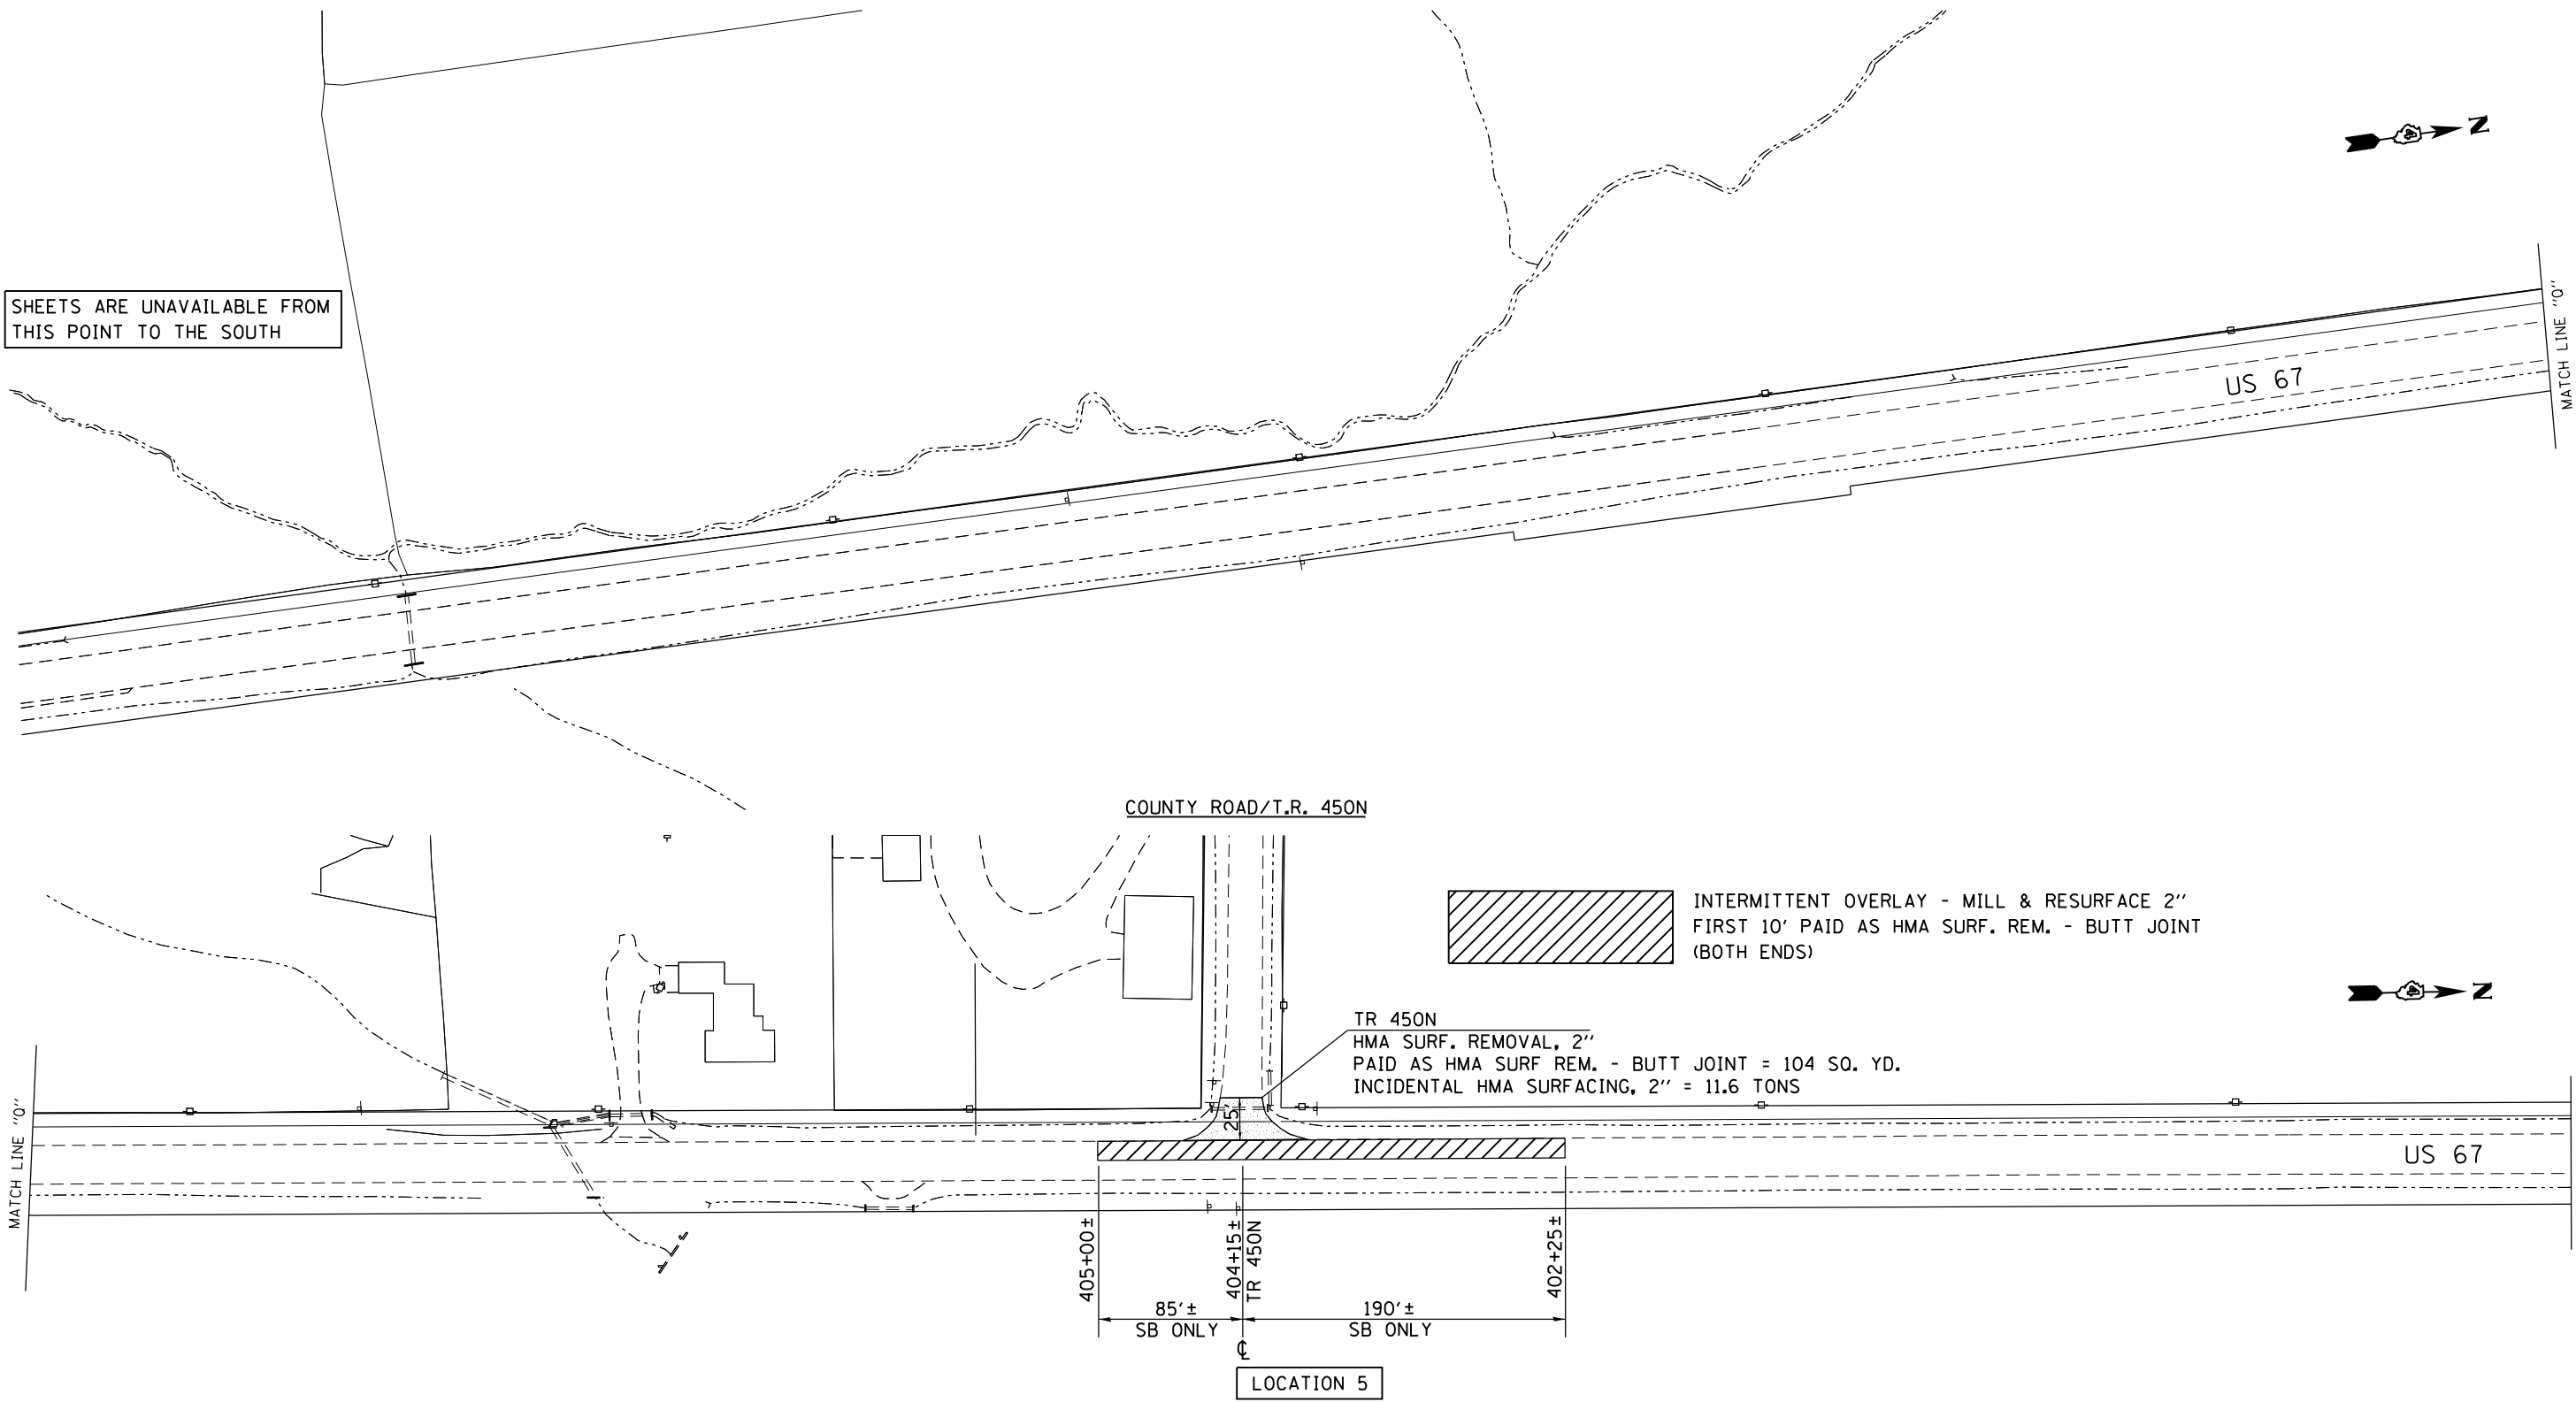 N
SHEETS ARE UNAVAILABLE FROM
THIS POINT TO THE SOUTH
MATCH LINE "Q"
US 67
COUNTY ROAD/T.R. 450N
INTERMITTENT OVERLAY - MILL & RESURFACE 2"
FIRST 10' PAID AS HMA SURF. REM. - BUTT JOINT
(BOTH ENDS)
N
TR 450N
HMA SURF. REMOVAL, 2"
PAID AS HMA SURF REM. - BUTT JOINT = 104 SQ. YD.
INCIDENTAL HMA SURFACING, 2" = 11.6 TONS
25'
MATCH LINE "Q"
US 67
405+00±
404+15±
TR 450N
402+25±
85'±
SB ONLY
190'±
SB ONLY
℄
LOCATION 5